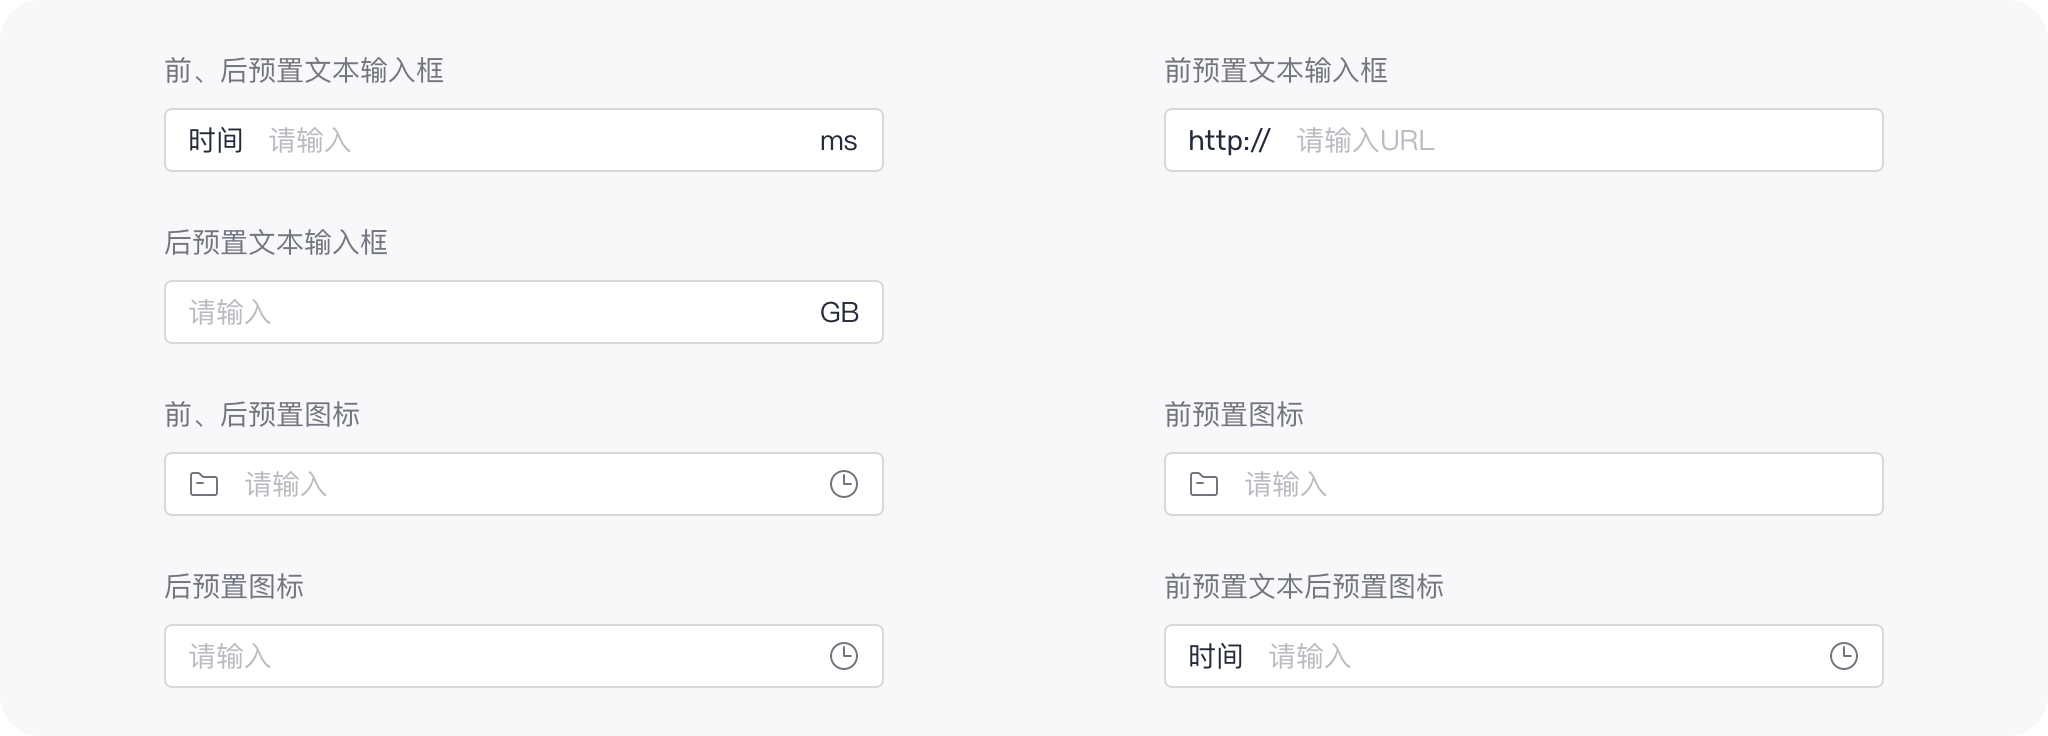 前、后预置文本输入框
前预置文本输入框
时间 请输入 ms
http:// 请输入URL
后预置文本输入框
请输入 GB
前、后预置图标
前预置图标
请输入
请输入
后预置图标
前预置文本后预置图标
请输入
时间 请输入